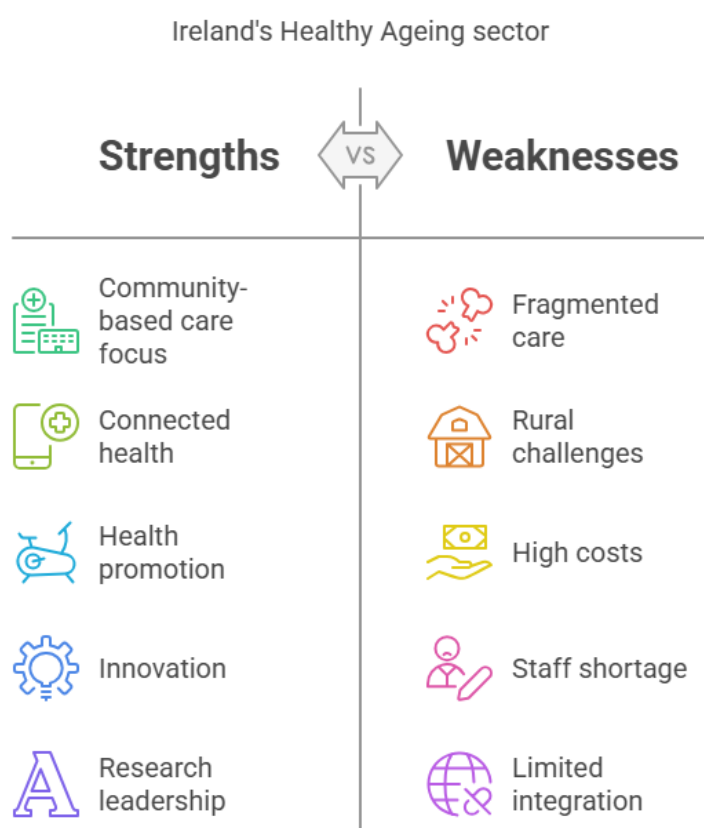 Ireland's Healthy Ageing sector
Strengths
VS
Weaknesses
Community-
based care
focus
Fragmented
care
Connected
health
Rural
challenges
Health
promotion
High costs
Innovation
Staff shortage
Research
leadership
Limited
integration